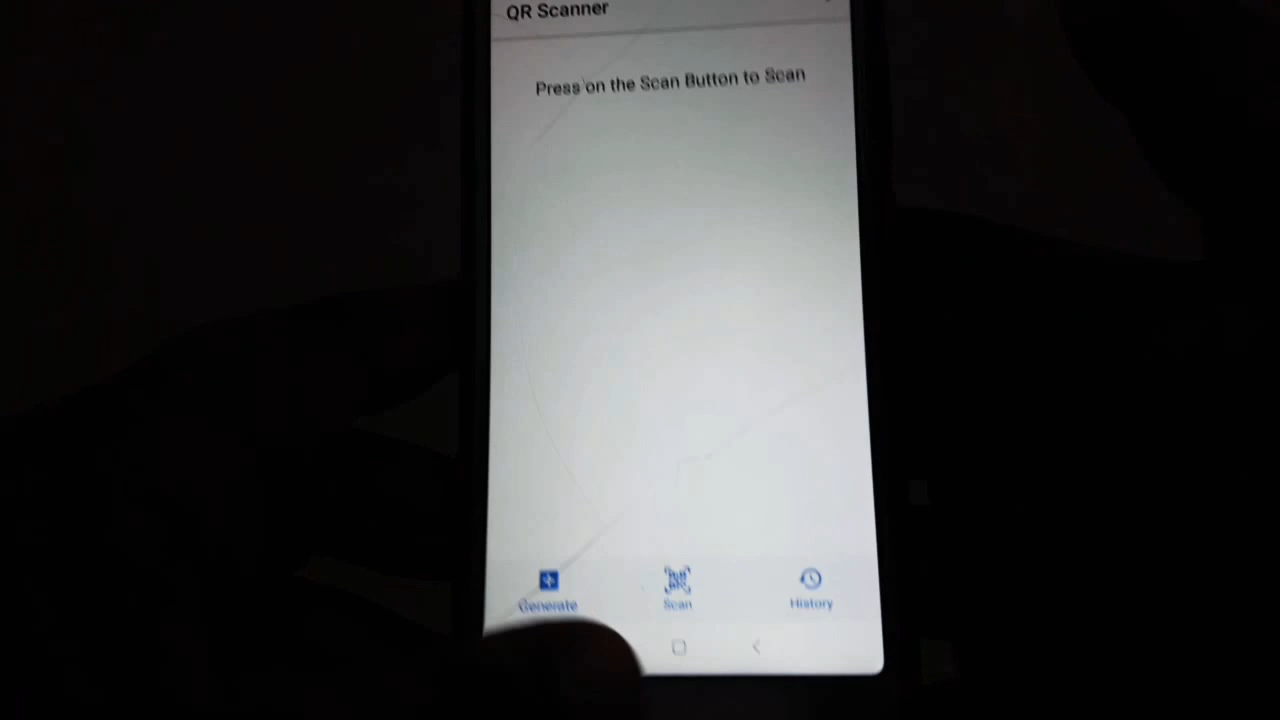 QR Scanner
Press on the Scan Button to Scan
Generate
Scan
History